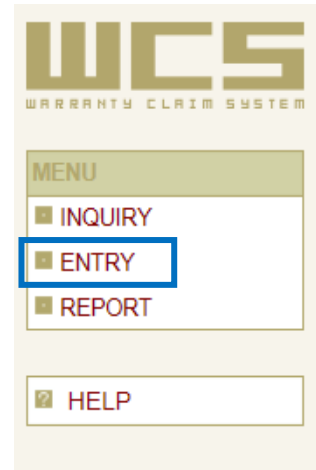 WCS
WARRANTY CLAIM SYSTEM
MENU
INQUIRY
ENTRY
REPORT
? HELP